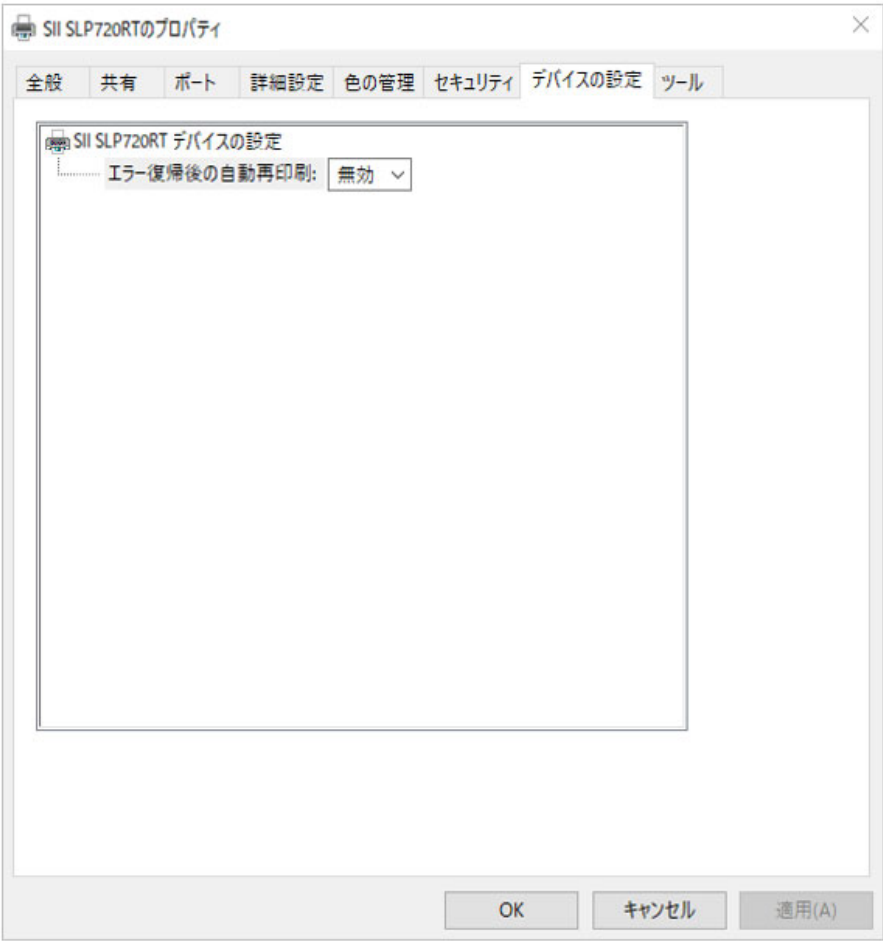 SII SLP720RTのプロパティ
全般 共有 ポート 詳細設定 色の管理 セキュリティ デバイスの設定 ツール
SII SLP720RT デバイスの設定
エラー復帰後の自動再印刷: 無効
OK キャンセル 適用(A)